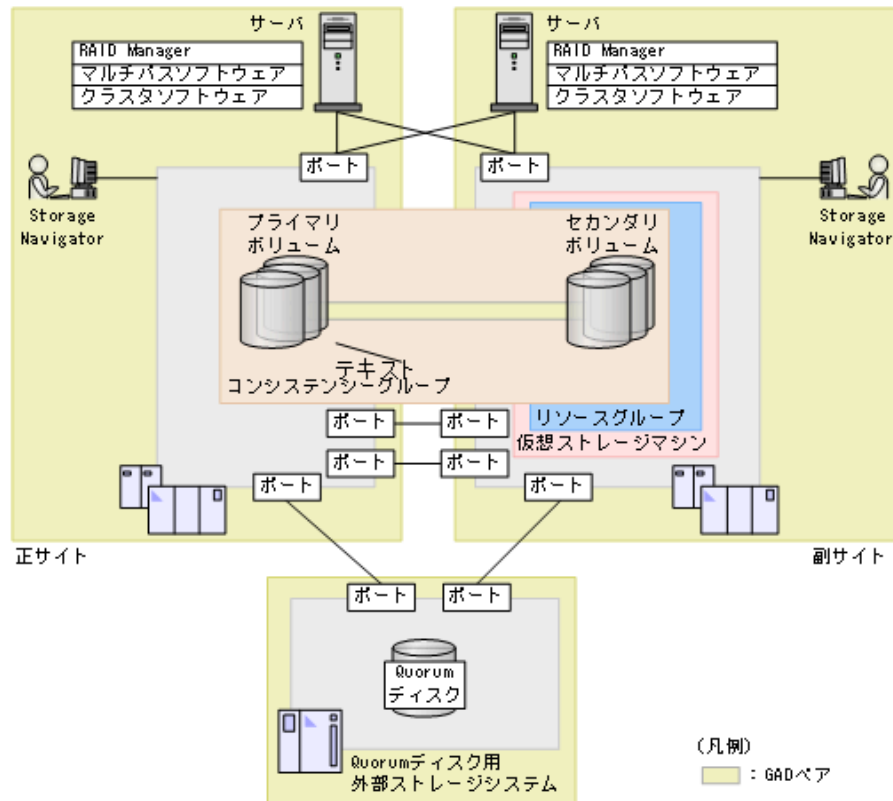 サーバ
サーバ
RAID Manager
マルチパスソフトウェア
クラスタソフトウェア
RAID Manager
マルチパスソフトウェア
クラスタソフトウェア
ポート
ポート
Storage
Navigator
Storage
Navigator
プライマリ
ボリューム
セカンダリ
ボリューム
テキスト
コンシステンシーグループ
リソースグループ
仮想ストレージマシン
ポート
ポート
ポート
ポート
ポート
ポート
正サイト
副サイト
ポート
ポート
Quorum
ディスク
Quorumディスク用
外部ストレージシステム
(凡例)
：GADペア